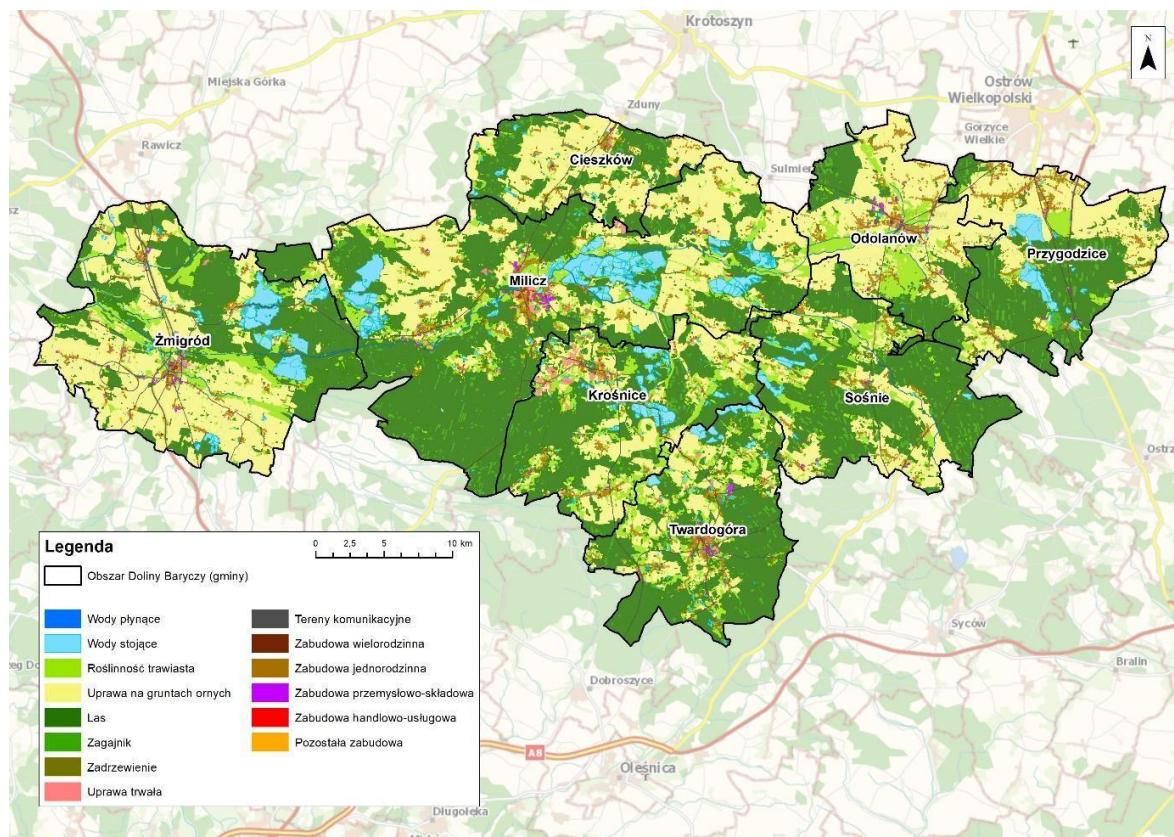 Krotoszyn
N
Miejska Górka
Ostrów
Wielkopolski
Zduny
Gorzyce
Wielkie
Rawicz
Cieszków
Sulmier
Odolanów
Przygodzice
Milicz
Żmigród
Krośnice
Sośnie
Ostrz
Twardogóra
Legenda
0 2,5 5 10 km
Obszar Doliny Baryczy (gminy)
Wody płynące
Wody stojące
Roślinność trawiasta
Uprawa na gruntach ornych
Las
Zagajnik
Zadrzewienie
Uprawa trwała
Tereny komunikacyjne
Zabudowa wielorodzinna
Zabudowa jednorodzinna
Zabudowa przemysłowo-składowa
Zabudowa handlowo-usługowa
Pozostała zabudowa
Syców
Bralin
Dobroszyce
A8
Oleśnica
Długołęka